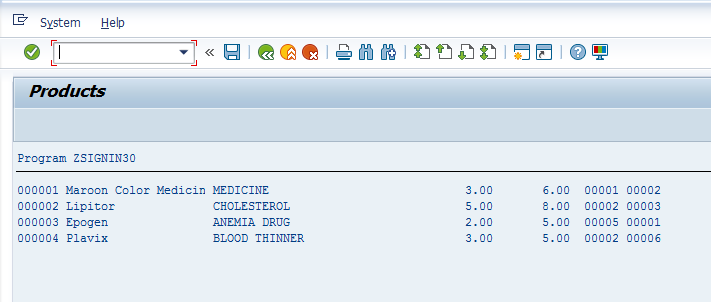 System Help
«
Products
Program ZSIGNIN30
000001 Maroon Color Medicin MEDICINE 3.00 6.00 00001 00002
000002 Lipitor CHOLESTEROL 5.00 8.00 00002 00003
000003 Epogen ANEMIA DRUG 2.00 5.00 00005 00001
000004 Plavix BLOOD THINNER 3.00 5.00 00002 00006